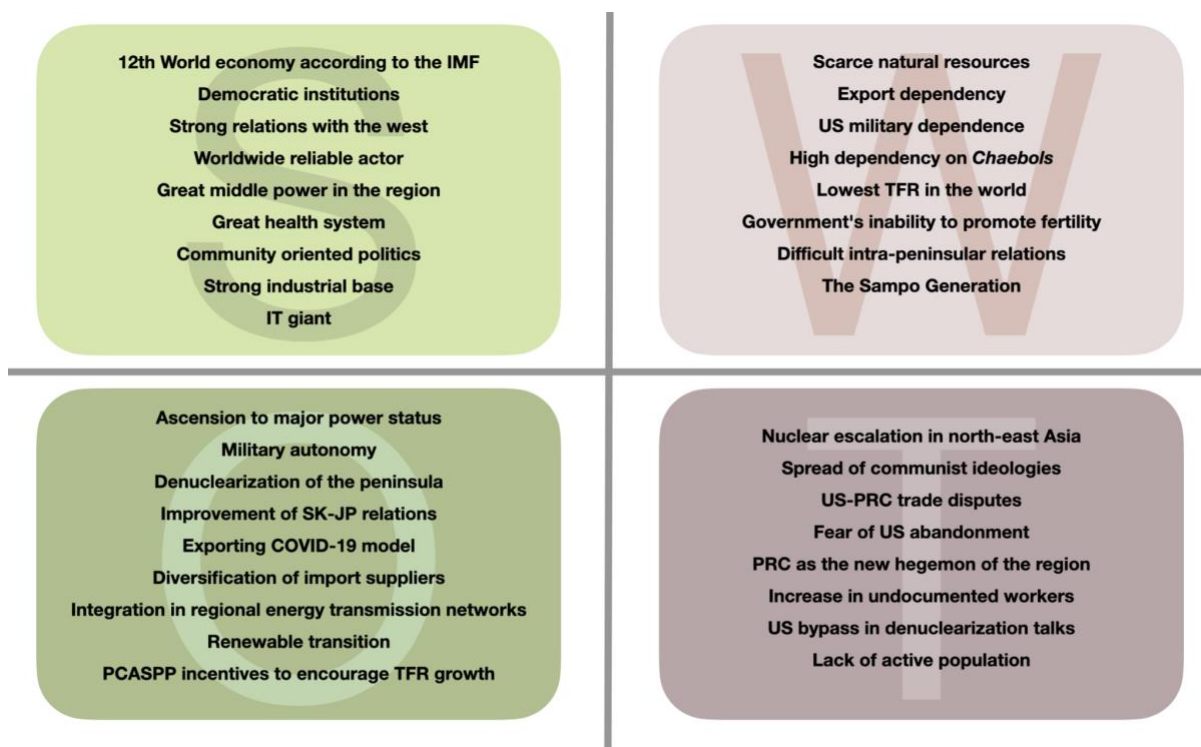 S
12th World economy according to the IMF
Democratic institutions
Strong relations with the west
Worldwide reliable actor
Great middle power in the region
Great health system
Community oriented politics
Strong industrial base
IT giant
W
Scarce natural resources
Export dependency
US military dependence
High dependency on Chaebols
Lowest TFR in the world
Government's inability to promote fertility
Difficult intra-peninsular relations
The Sampo Generation
O
Ascension to major power status
Military autonomy
Denuclearization of the peninsula
Improvement of SK-JP relations
Exporting COVID-19 model
Diversification of import suppliers
Integration in regional energy transmission networks
Renewable transition
PCASPP incentives to encourage TFR growth
T
Nuclear escalation in north-east Asia
Spread of communist ideologies
US-PRC trade disputes
Fear of US abandonment
PRC as the new hegemon of the region
Increase in undocumented workers
US bypass in denuclearization talks
Lack of active population